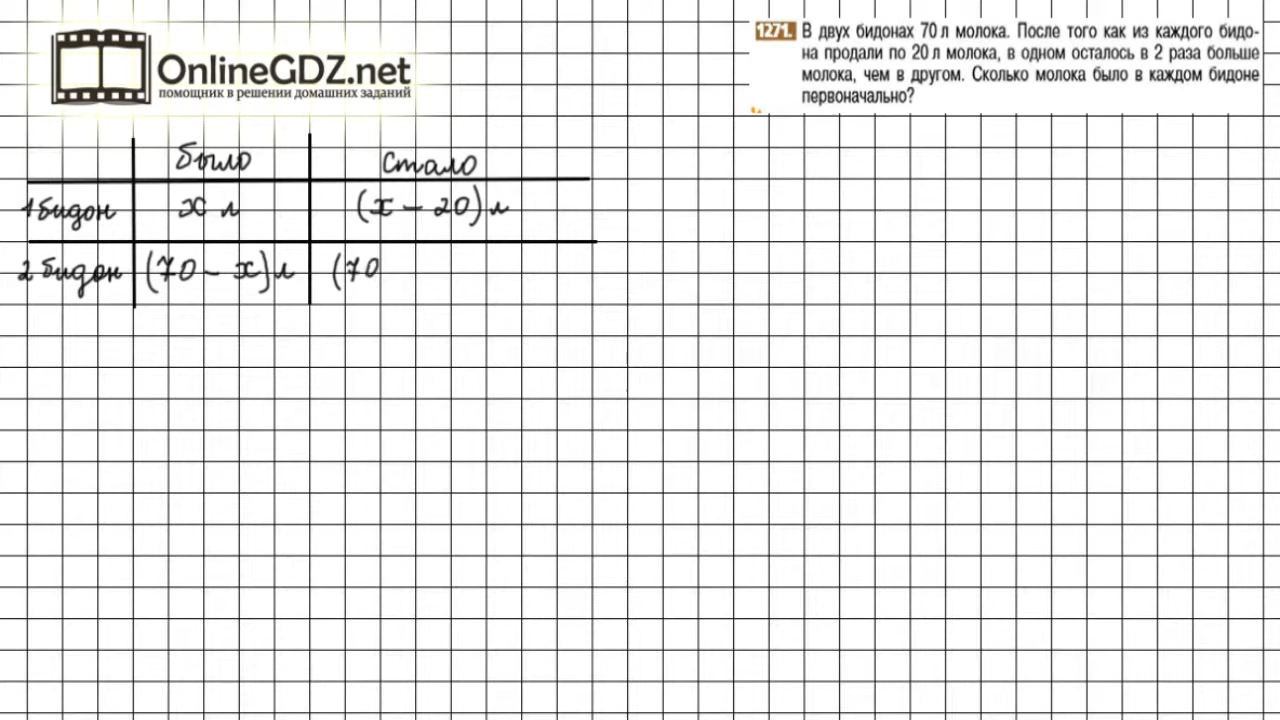 OnlineGDZ.net
помощник в решении домашних заданий
1271. В двух бидонах 70 л молока. После того как из каждого бидо-
на продали по 20 л молока, в одном осталось в 2 раза больше
молока, чем в другом. Сколько молока было в каждом бидоне
первоначально?
было стало
1 бидон x л (x - 20) л
2 бидон (70 - x) л (70